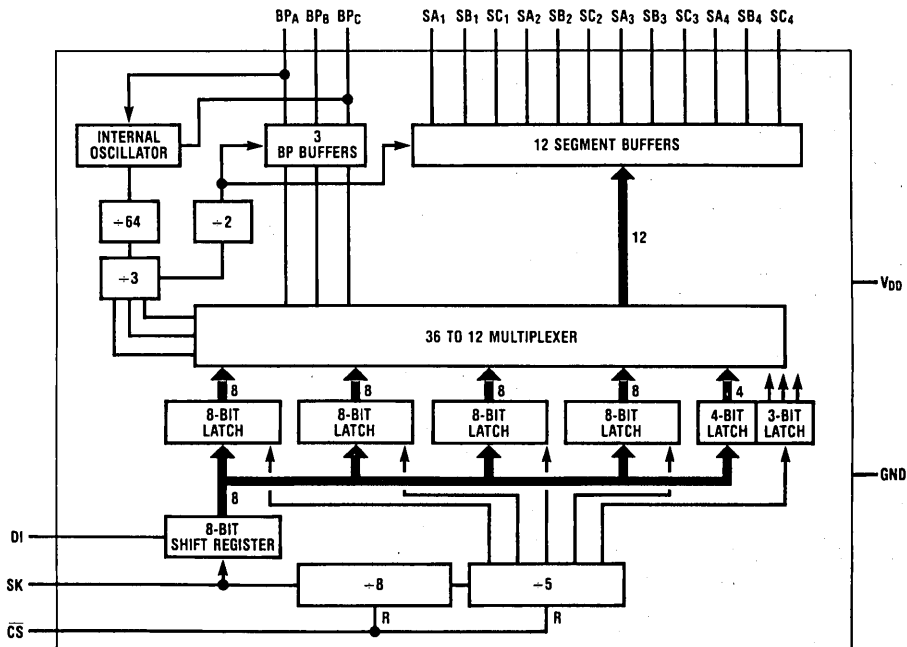 BPA BPB BPC SA1 SB1 SC1 SA2 SB2 SC2 SA3 SB3 SC3 SA4 SB4 SC4
INTERNAL
OSCILLATOR
3
BP BUFFERS
12 SEGMENT BUFFERS
÷64
÷2
12
÷3
VDD
36 TO 12 MULTIPLEXER
8 8 8 8 4
8-BIT
LATCH
8-BIT
LATCH
8-BIT
LATCH
8-BIT
LATCH
4-BIT
LATCH
3-BIT
LATCH
GND
8
DI
8-BIT
SHIFT REGISTER
SK
÷8
÷5
R R
CS